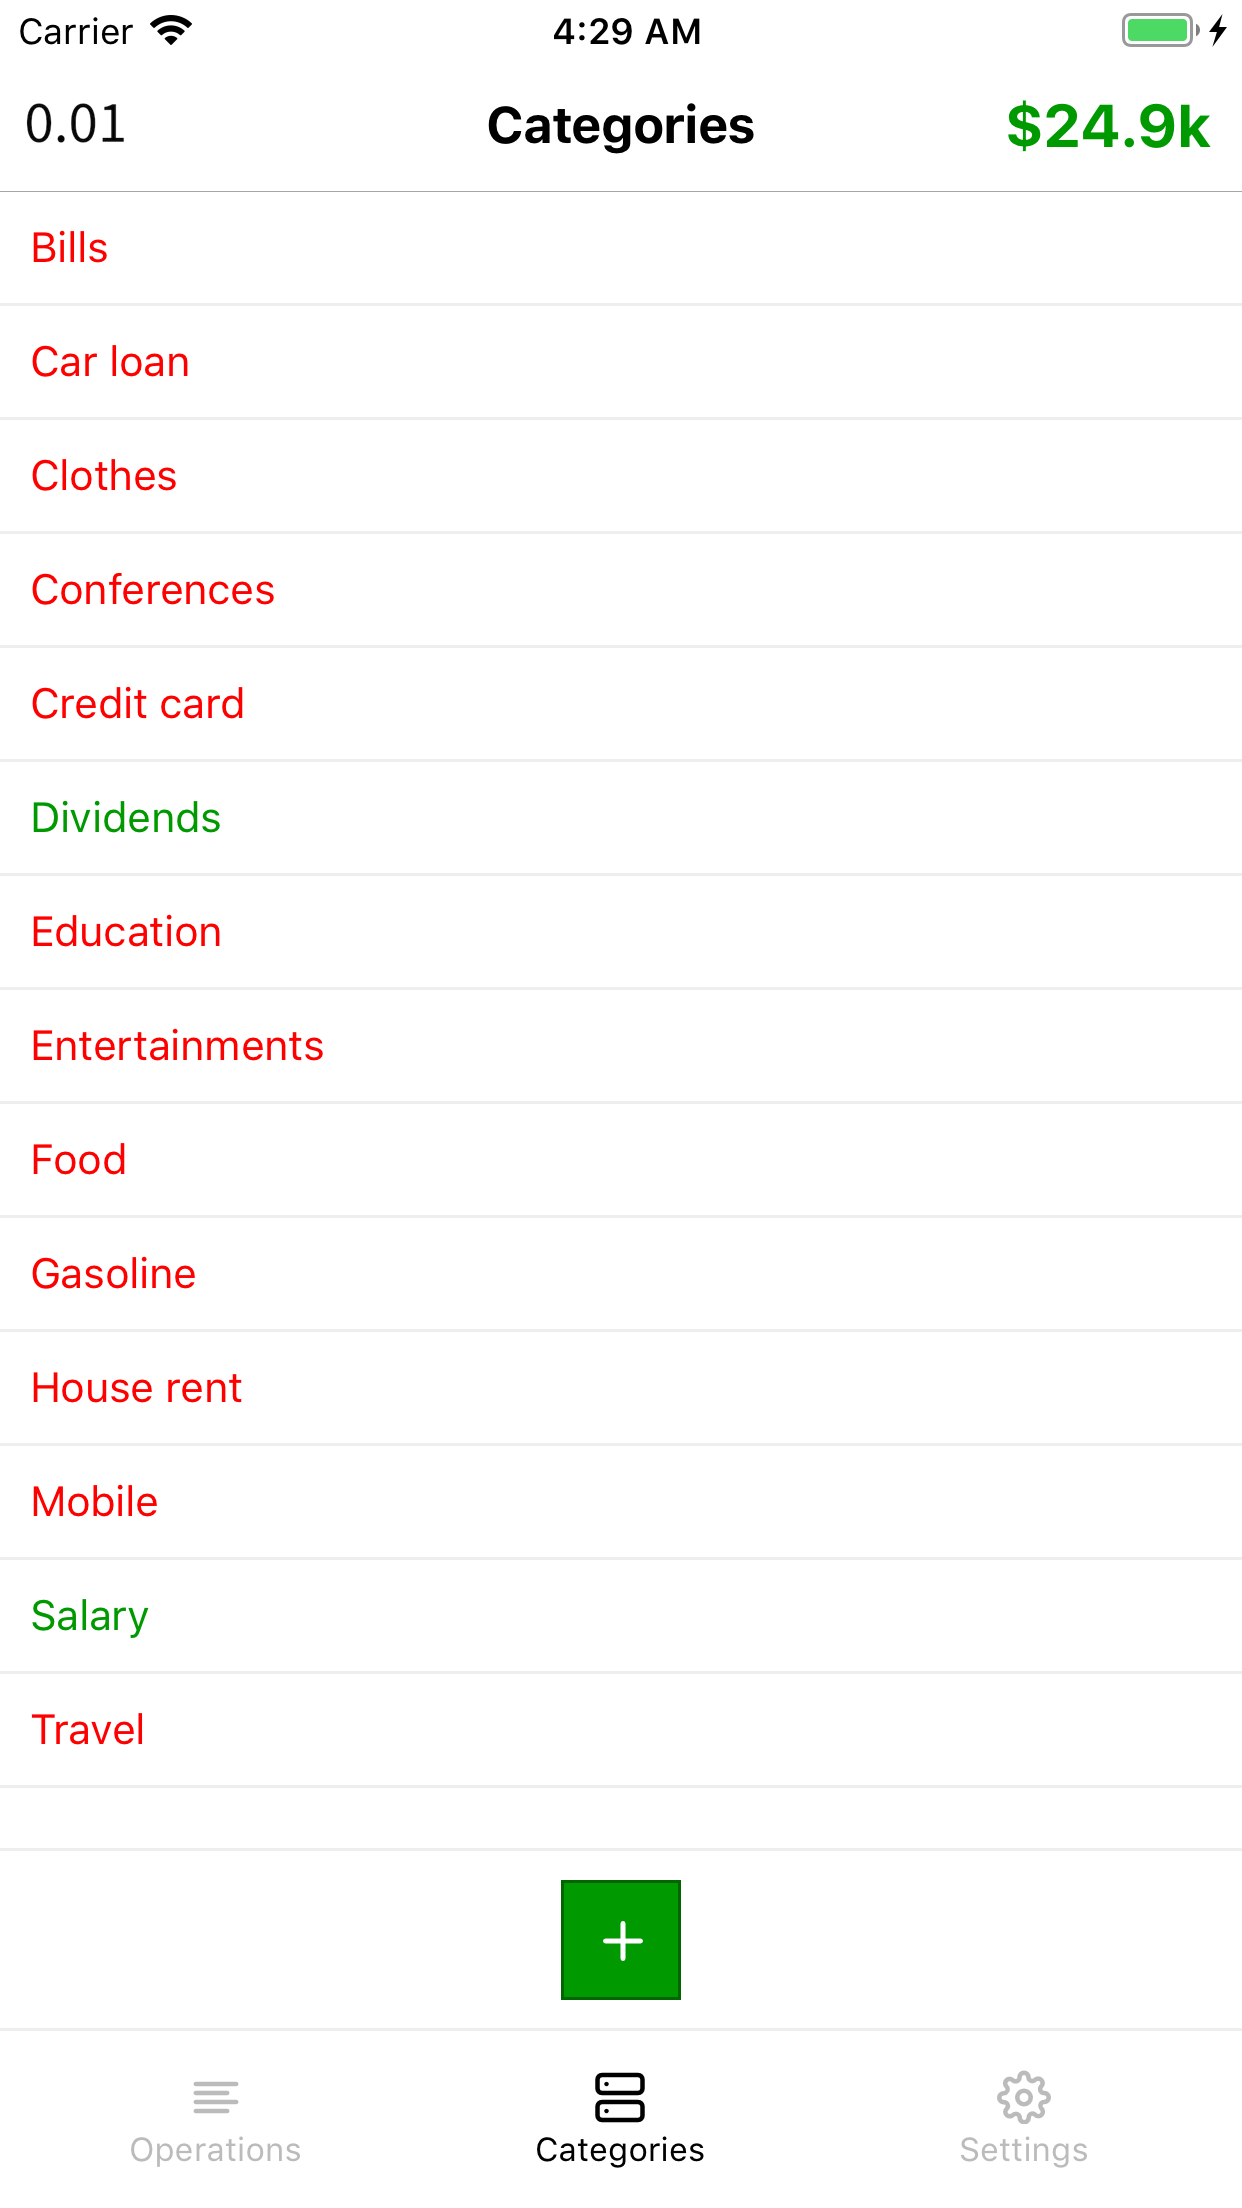 Carrier 4:29 AM
0.01 Categories $24.9k
Bills
Car loan
Clothes
Conferences
Credit card
Dividends
Education
Entertainments
Food
Gasoline
House rent
Mobile
Salary
Travel
+
Operations Categories Settings